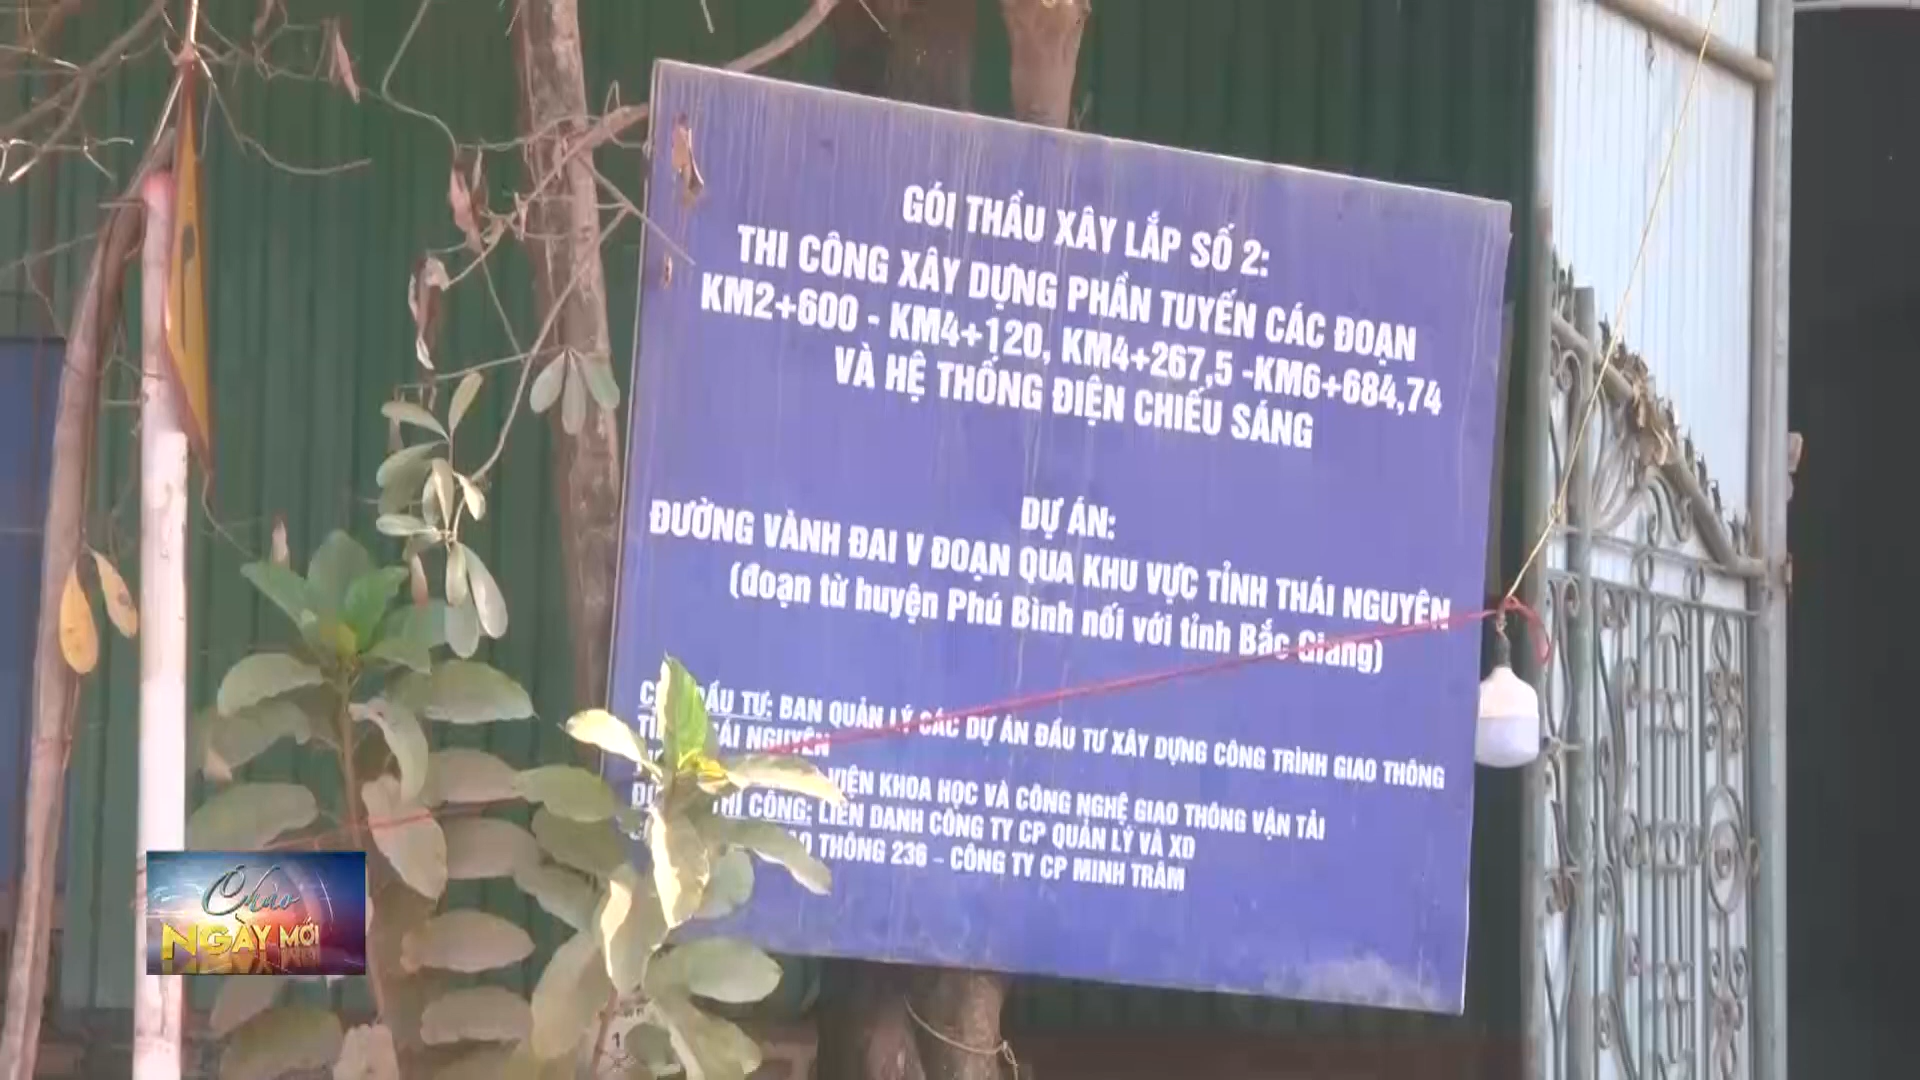 GÓI THẦU XÂY LẮP SỐ 2:
THI CÔNG XÂY DỰNG PHẦN TUYẾN CÁC ĐOẠN
KM2+600 - KM4+120, KM4+267,5 -KM6+684,74
VÀ HỆ THỐNG ĐIỆN CHIẾU SÁNG
DỰ ÁN:
ĐƯỜNG VÀNH ĐAI V ĐOẠN QUA KHU VỰC TỈNH THÁI NGUYÊN
(đoạn từ huyện Phú Bình nối với tỉnh Bắc Giang)
TƯ: BAN QUẢN LÝ CÁC DỰ ÁN ĐẦU TƯ XÂY DỰNG CÔNG TRÌNH GIAO THÔNG
NGUYÊN
VIỆN KHOA HỌC VÀ CÔNG NGHỆ GIAO THÔNG VẬN TẢI
THI CÔNG: LIÊN DANH CÔNG TY CP QUẢN LÝ VÀ XD
THÔNG 236 – CÔNG TY CP MINH TRÂM
Chào
NGÀY MỚI